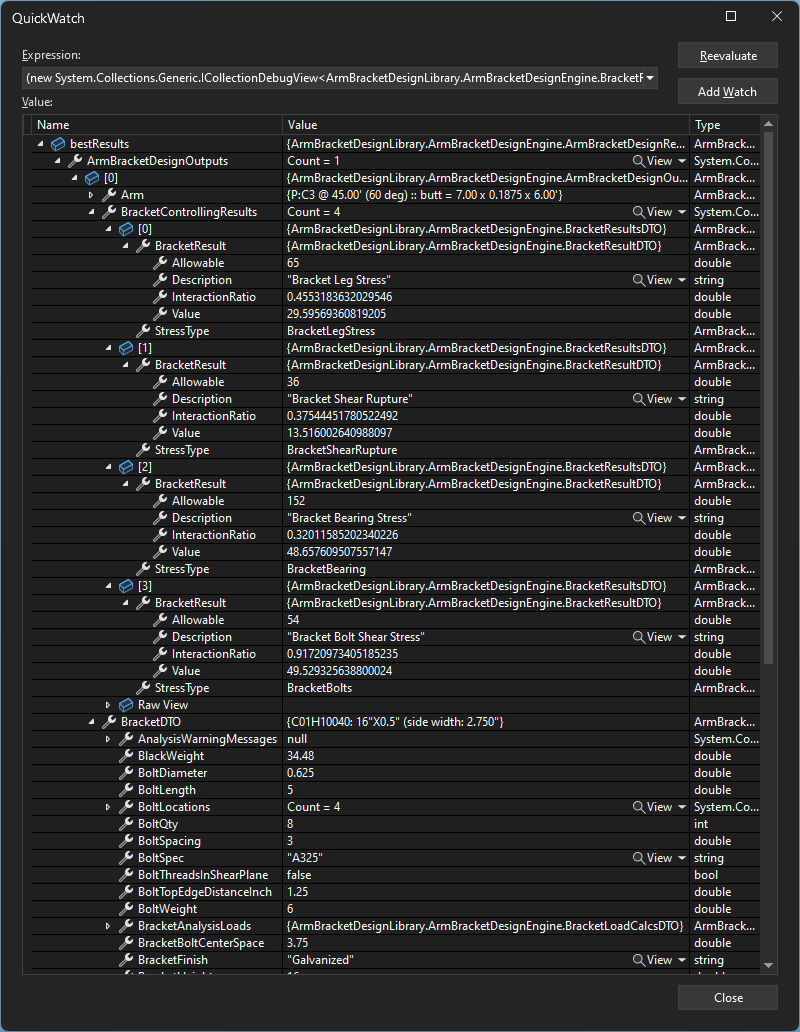 QuickWatch
Expression:
Reevaluate
(new System.Collections.Generic.ICollectionDebugView<ArmBracketDesignLibrary.ArmBracketDesignEngine.BracketF
Add Watch
Value:
Name Value Type
bestResults {ArmBracketDesignLibrary.ArmBracketDesignEngine.ArmBracketDesignRe... ArmBrack...
ArmBracketDesignOutputs Count = 1 View System.Co...
[0] {ArmBracketDesignLibrary.ArmBracketDesignEngine.ArmBracketDesignOu... ArmBrack...
Arm {P:C3 @ 45.00' (60 deg) :: butt = 7.00 x 0.1875 x 6.00'} ArmBrack...
BracketControllingResults Count = 4 View System.Co...
[0] {ArmBracketDesignLibrary.ArmBracketDesignEngine.BracketResultsDTO} ArmBrack...
BracketResult {ArmBracketDesignLibrary.ArmBracketDesignEngine.BracketResultDTO} ArmBrack...
Allowable 65 double
Description "Bracket Leg Stress" View string
InteractionRatio 0.4553183632029546 double
Value 29.59569360819205 double
StressType BracketLegStress ArmBrack...
[1] {ArmBracketDesignLibrary.ArmBracketDesignEngine.BracketResultsDTO} ArmBrack...
BracketResult {ArmBracketDesignLibrary.ArmBracketDesignEngine.BracketResultDTO} ArmBrack...
Allowable 36 double
Description "Bracket Shear Rupture" View string
InteractionRatio 0.37544451780522492 double
Value 13.516002640988097 double
StressType BracketShearRupture ArmBrack...
[2] {ArmBracketDesignLibrary.ArmBracketDesignEngine.BracketResultsDTO} ArmBrack...
BracketResult {ArmBracketDesignLibrary.ArmBracketDesignEngine.BracketResultDTO} ArmBrack...
Allowable 152 double
Description "Bracket Bearing Stress" View string
InteractionRatio 0.32011585202340226 double
Value 48.657609507557147 double
StressType BracketBearing ArmBrack...
[3] {ArmBracketDesignLibrary.ArmBracketDesignEngine.BracketResultsDTO} ArmBrack...
BracketResult {ArmBracketDesignLibrary.ArmBracketDesignEngine.BracketResultDTO} ArmBrack...
Allowable 54 double
Description "Bracket Bolt Shear Stress" View string
InteractionRatio 0.91720973405185235 double
Value 49.529325638800024 double
StressType BracketBolts ArmBrack...
Raw View
BracketDTO {C01H10040: 16"X0.5" (side width: 2.750"} ArmBrack...
AnalysisWarningMessages null System.Co...
BlackWeight 34.48 double
BoltDiameter 0.625 double
BoltLength 5 double
BoltLocations Count = 4 View System.Co...
BoltQty 8 int
BoltSpacing 3 double
BoltSpec "A325" View string
BoltThreadsInShearPlane false bool
BoltTopEdgeDistanceInch 1.25 double
BoltWeight 6 double
BracketAnalysisLoads {ArmBracketDesignLibrary.ArmBracketDesignEngine.BracketLoadCalcsDTO} ArmBrack...
BracketBoltCenterSpace 3.75 double
BracketFinish "Galvanized" View string
Close